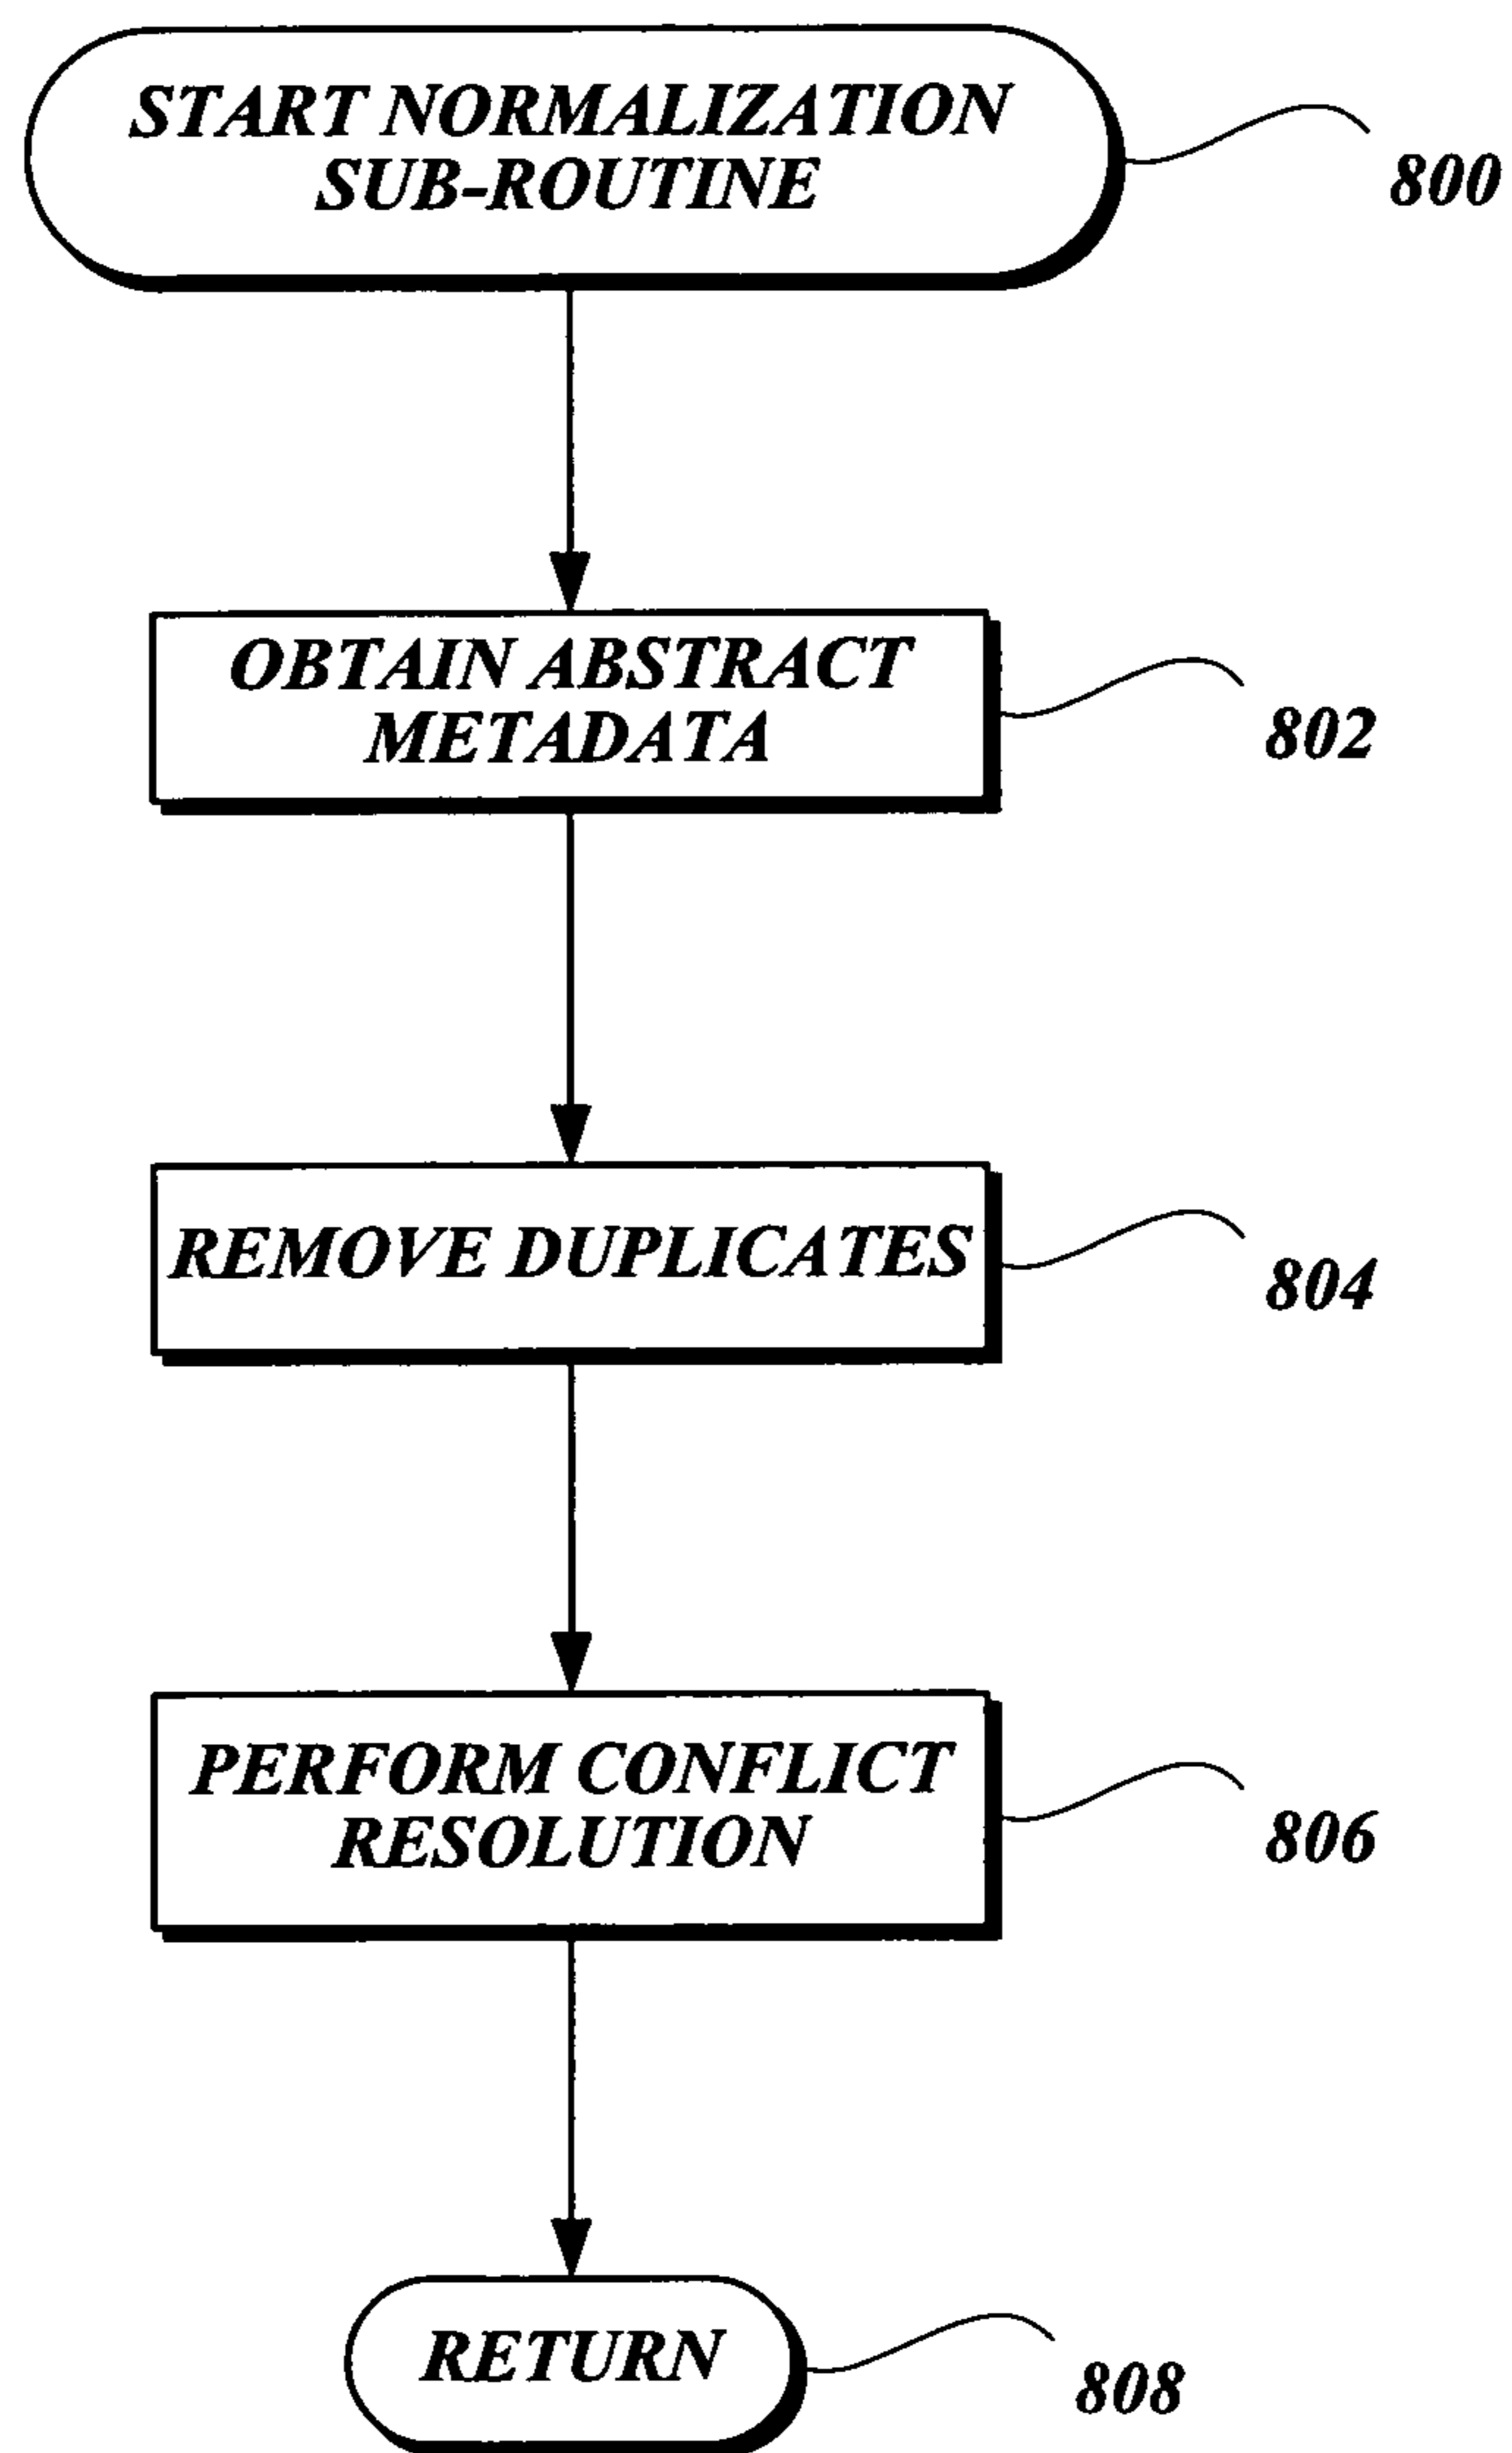 START NORMALIZATION
SUB-ROUTINE
800
OBTAIN ABSTRACT
METADATA
802
REMOVE DUPLICATES
804
PERFORM CONFLICT
RESOLUTION
806
RETURN
808